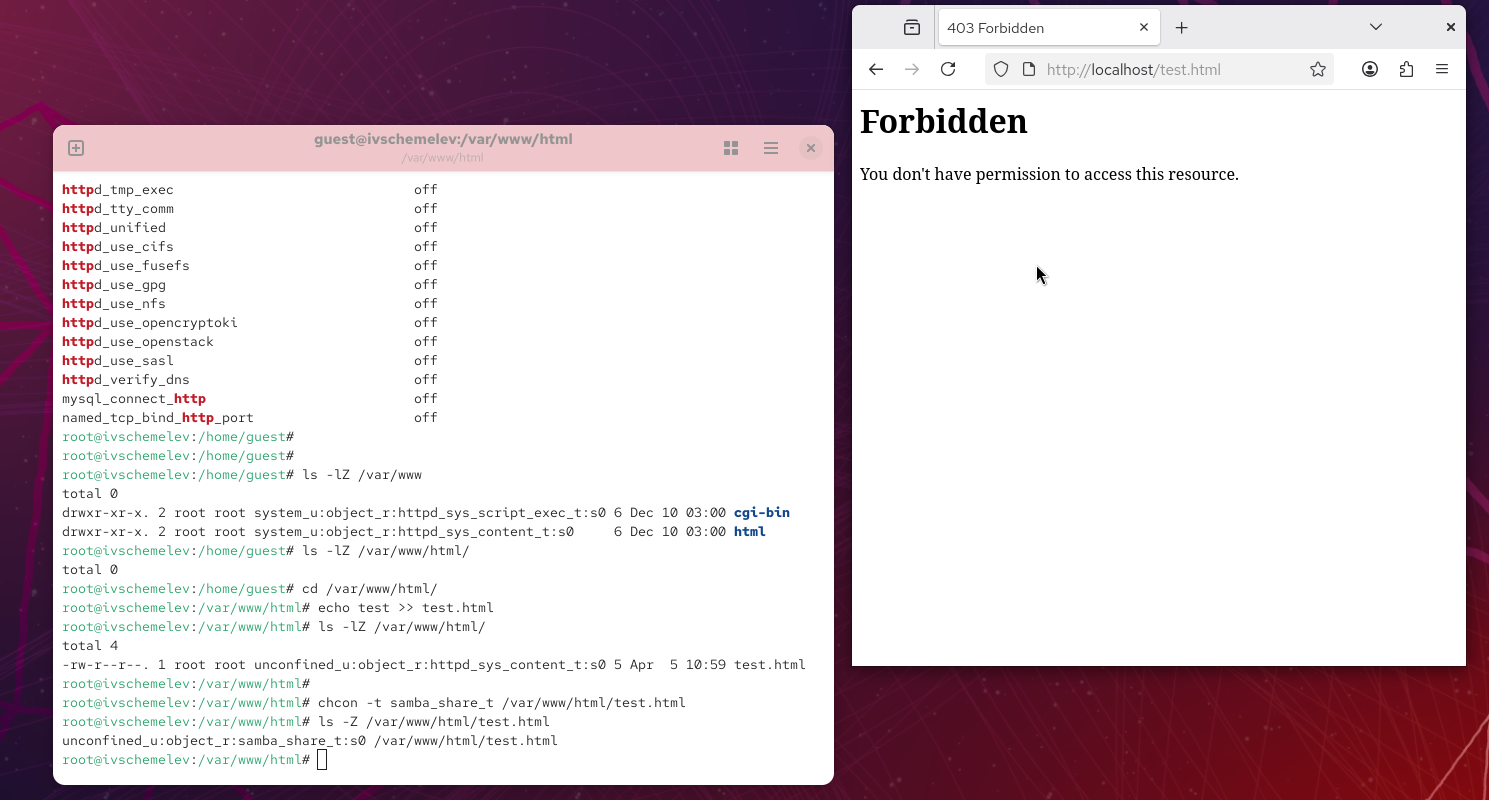 guest@ivschemelev:/var/www/html
/var/www/html
httpd_tmp_exec                              off
httpd_tty_comm                              off
httpd_unified                               off
httpd_use_cifs                              off
httpd_use_fusefs                            off
httpd_use_gpg                               off
httpd_use_nfs                               off
httpd_use_opencryptoki                      off
httpd_use_openstack                         off
httpd_use_sasl                              off
httpd_verify_dns                            off
mysql_connect_http                          off
named_tcp_bind_http_port                    off
root@ivschemelev:/home/guest#
root@ivschemelev:/home/guest#
root@ivschemelev:/home/guest# ls -lZ /var/www
total 0
drwxr-xr-x. 2 root root system_u:object_r:httpd_sys_script_exec_t:s0 6 Dec 10 03:00 cgi-bin
drwxr-xr-x. 2 root root system_u:object_r:httpd_sys_content_t:s0     6 Dec 10 03:00 html
root@ivschemelev:/home/guest# ls -lZ /var/www/html/
total 0
root@ivschemelev:/home/guest# cd /var/www/html/
root@ivschemelev:/var/www/html# echo test >> test.html
root@ivschemelev:/var/www/html# ls -lZ /var/www/html/
total 4
-rw-r--r--. 1 root root unconfined_u:object_r:httpd_sys_content_t:s0 5 Apr  5 10:59 test.html
root@ivschemelev:/var/www/html#
root@ivschemelev:/var/www/html# chcon -t samba_share_t /var/www/html/test.html
root@ivschemelev:/var/www/html# ls -Z /var/www/html/test.html
unconfined_u:object_r:samba_share_t:s0 /var/www/html/test.html
root@ivschemelev:/var/www/html#
403 Forbidden
http://localhost/test.html
Forbidden
You don't have permission to access this resource.